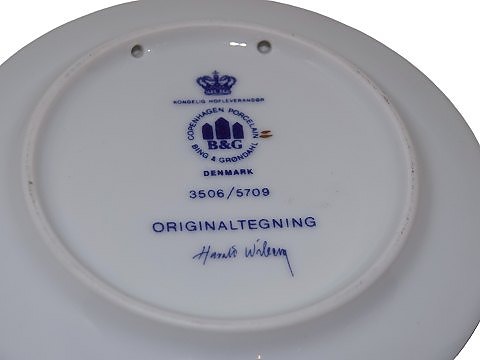 KONGELIG HOFLEVERANDØR
COPENHAGEN PORCELAIN
B&G
BING & GRØNDAHL
DENMARK
3506/5709
ORIGINALTEGNING
Harald Wiberg